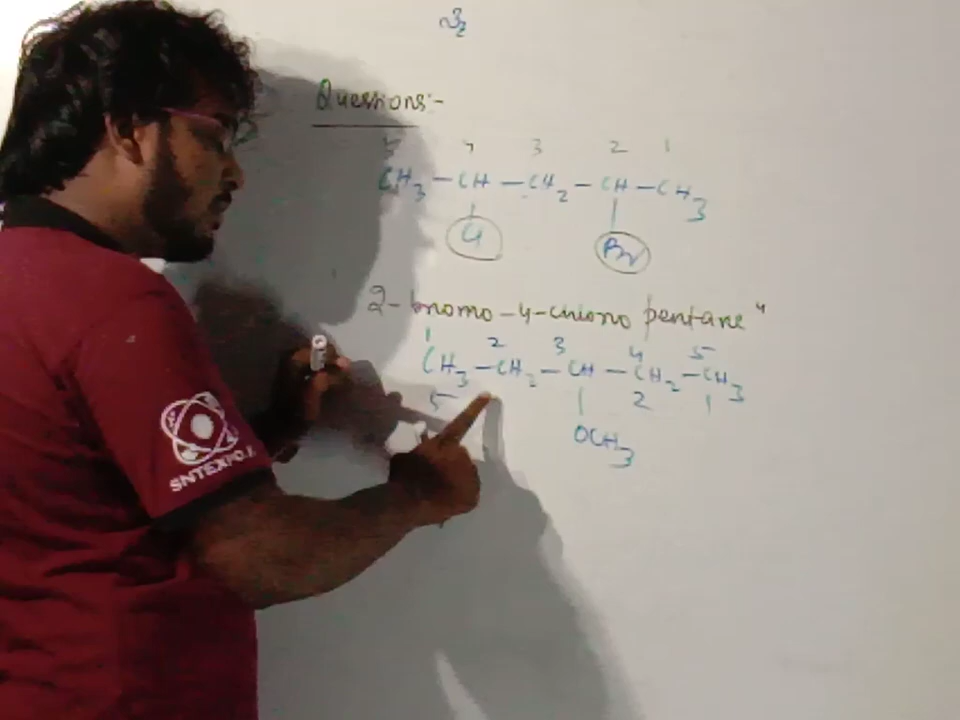 Questions:-
5 4 3 2 1
CH3 - CH - CH2 - CH - CH3
Cl Br
2-bromo-4-chloro pentane"
1 2 3 4 5
CH3 - CH2 - CH - CH2 - CH3
5 2 1
OCH3
SNTEXPO.